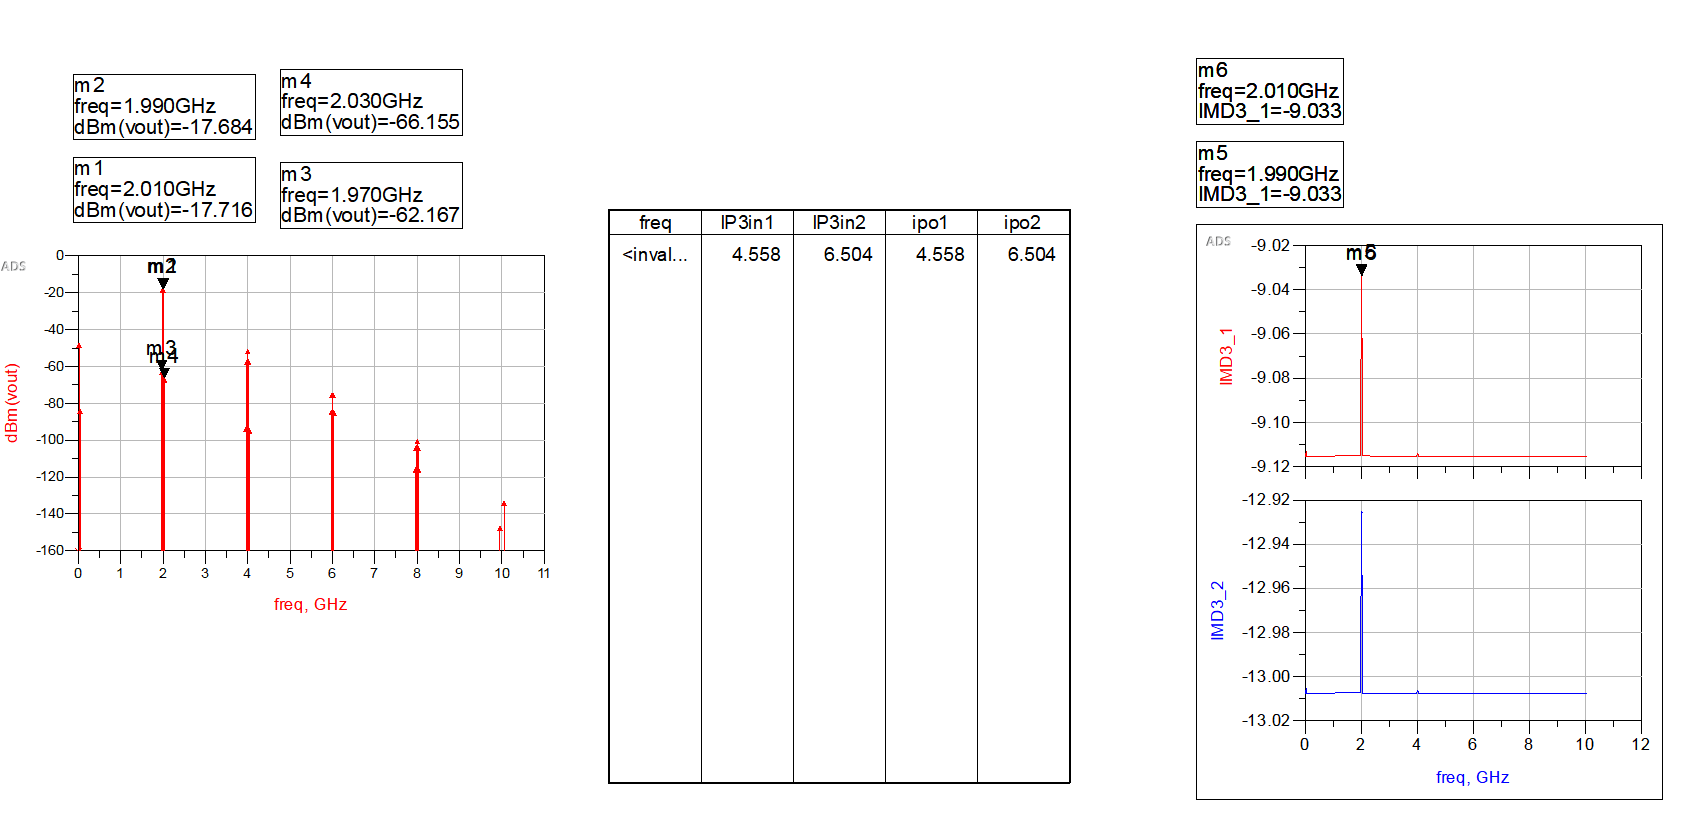 m2
freq=1.990GHz
dBm(vout)=-17.684
m4
freq=2.030GHz
dBm(vout)=-66.155
m1
freq=2.010GHz
dBm(vout)=-17.716
m3
freq=1.970GHz
dBm(vout)=-62.167
ADS
dBm(vout)
0
-20
-40
-60
-80
-100
-120
-140
-160
m3
m4
0 1 2 3 4 5 6 7 8 9 10 11
freq, GHz
freq IP3in1 IP3in2 ipo1 ipo2
<inval... 4.558 6.504 4.558 6.504
m6
freq=2.010GHz
IMD3_1=-9.033
m5
freq=1.990GHz
IMD3_1=-9.033
ADS
IMD3_1
-9.02
-9.04
-9.06
-9.08
-9.10
-9.12
IMD3_2
-12.92
-12.94
-12.96
-12.98
-13.00
-13.02
0 2 4 6 8 10 12
freq, GHz